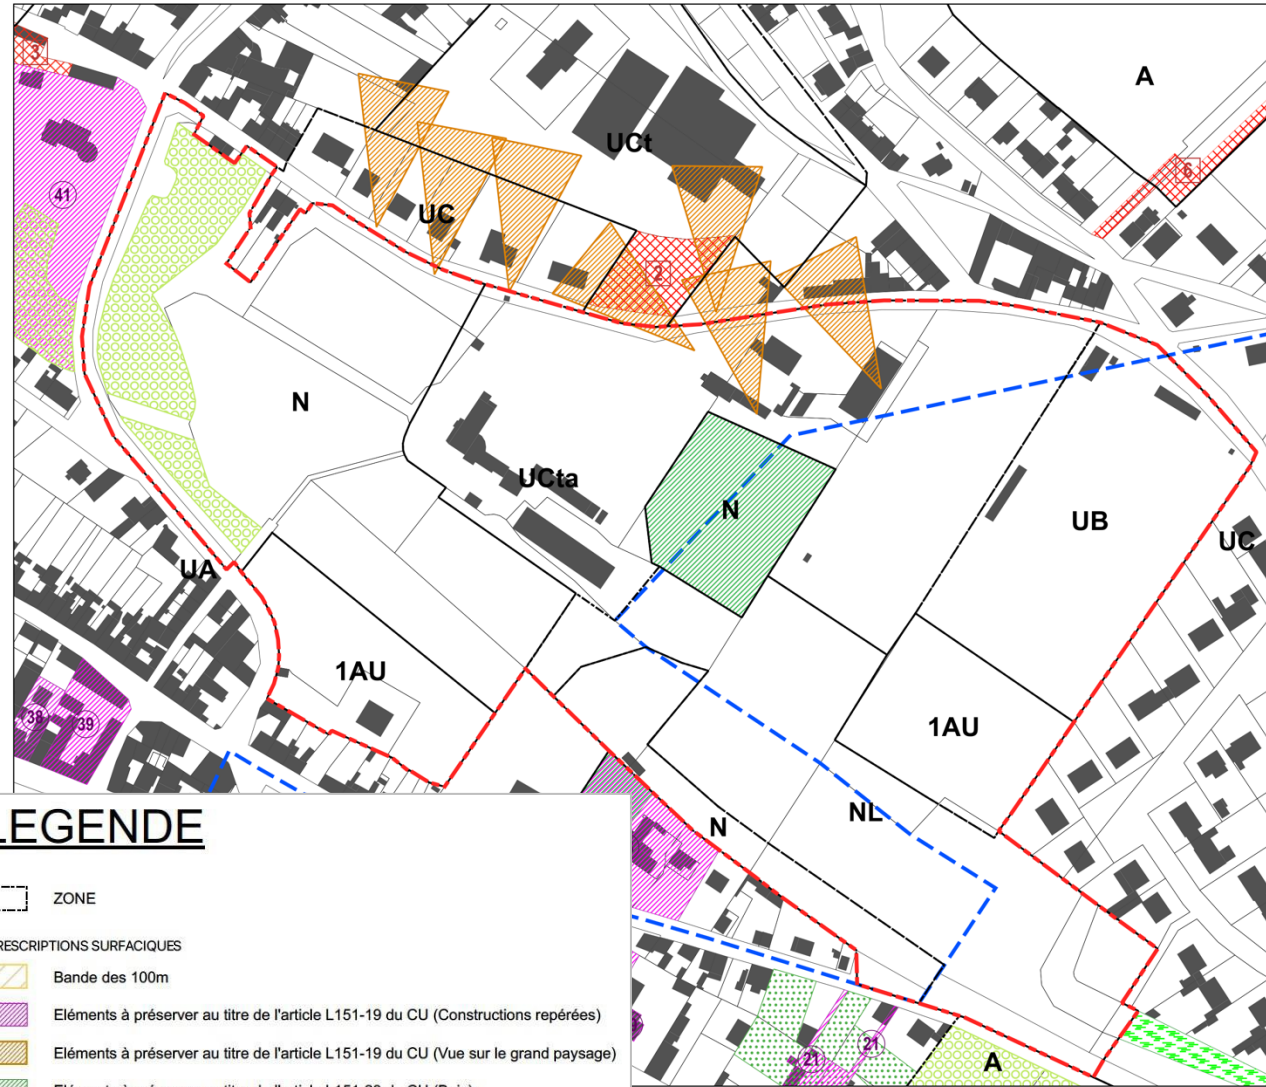 3
A
UCt
6
41
UC
2
N
UCta
N
UB
UC
UA
1AU
1AU
38
39
NL
N
LEGENDE
ZONE
RESCRIPTIONS SURFACIQUES
Bande des 100m
Eléments à préserver au titre de l'article L151-19 du CU (Constructions repérées)
Eléments à préserver au titre de l'article L151-19 du CU (Vue sur le grand paysage)
21
21
A